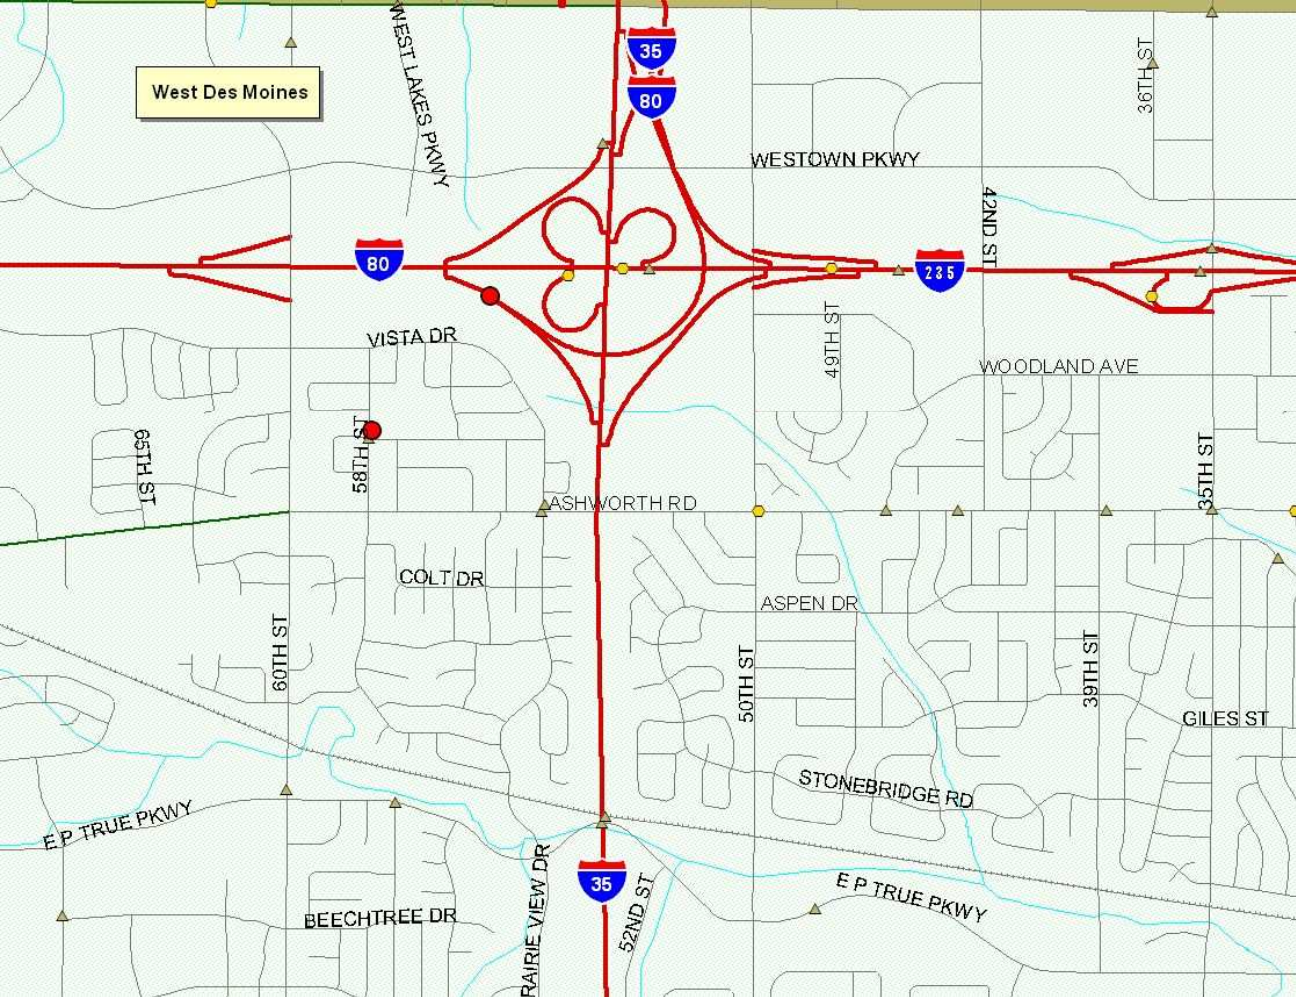 35
80
WEST LAKES PKWY
36TH ST
West Des Moines
WESTOWN PKWY
42ND ST
80
235
VISTA DR
49TH ST
WOODLAND AVE
65TH ST
58TH ST
35TH ST
ASHWORTH RD
COLT DR
ASPEN DR
60TH ST
50TH ST
39TH ST
GILES ST
STONEBRIDGE RD
E P TRUE PKWY
35
E P TRUE PKWY
BEECHTREE DR
RAIRIE VIEW DR
52ND ST